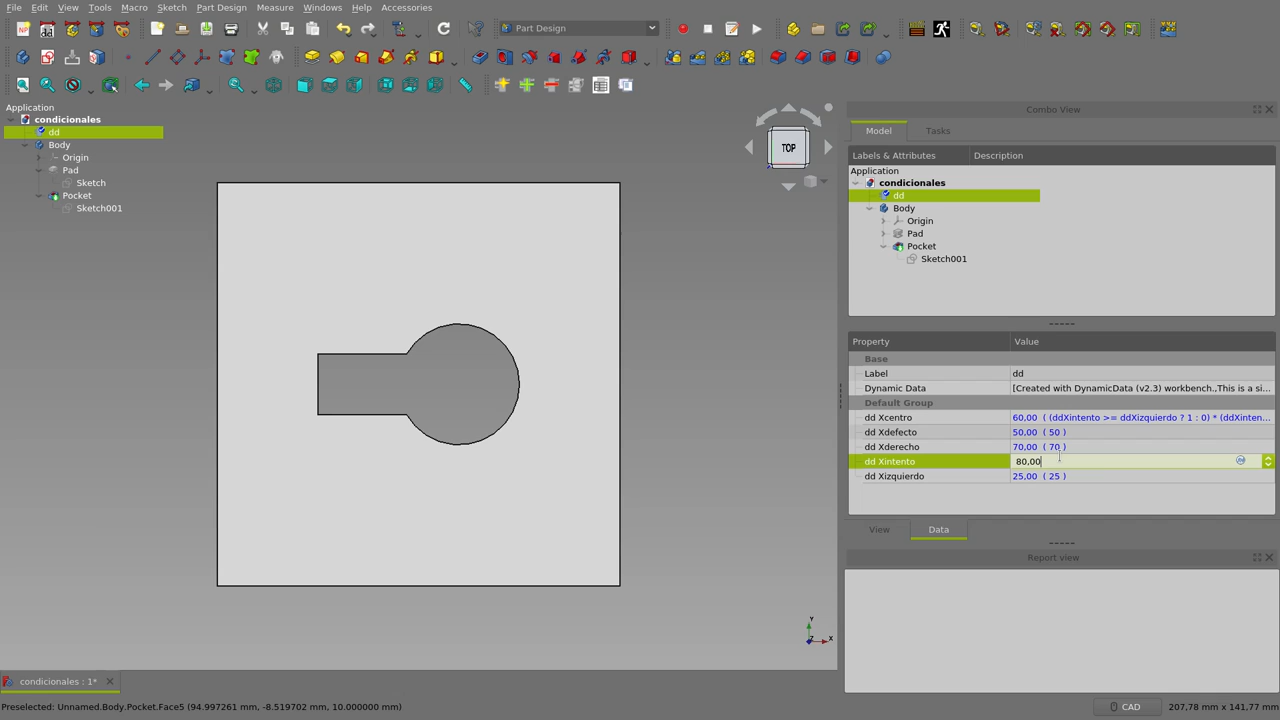 File Edit View Tools Macro Sketch Part Design Measure Windows Help Accessories
Part Design
Application
condicionales
dd
Body
Origin
Pad
Sketch
Pocket
Sketch001
TOP
Y
Z
X
Combo View
Model Tasks
Labels & Attributes Description
Application
condicionales
dd
Body
Origin
Pad
Pocket
Sketch001
Property Value
Base
Label dd
Dynamic Data [Created with DynamicData (v2.3) workbench.,This is a si...
Default Group
dd Xcentro 60,00 ( (ddXintento >= ddXizquierdo ? 1 : 0) * (ddXinten...
dd Xdefecto 50,00 ( 50 )
dd Xderecho 70,00 ( 70 )
dd Xintento 80,00
dd Xizquierdo 25,00 ( 25 )
View Data
Report view
condicionales : 1*
Preselected: Unnamed.Body.Pocket.Face5 (94.997261 mm, -8.519702 mm, 10.000000 mm)
CAD
207,78 mm x 141,77 mm